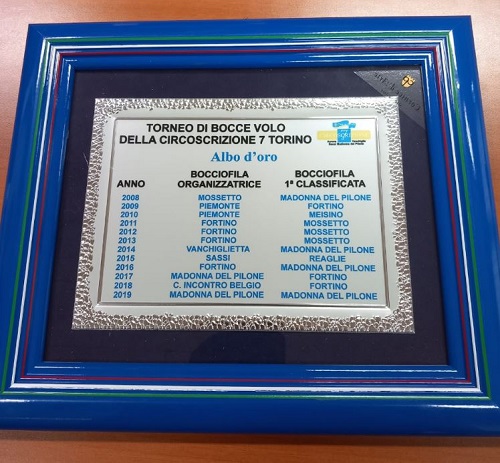 TORNEO DI BOCCE VOLO
DELLA CIRCOSCRIZIONE 7 TORINO
Albo d'oro
ANNO BOCCIOFILA ORGANIZZATRICE BOCCIOFILA 1ª CLASSIFICATA
2008 MOSSETTO MADONNA DEL PILONE
2009 PIEMONTE FORTINO
2010 PIEMONTE MEISINO
2011 FORTINO MOSSETTO
2012 FORTINO MOSSETTO
2013 FORTINO MOSSETTO
2014 VANCHIGLIETTA MADONNA DEL PILONE
2015 SASSI REAGLIE
2016 FORTINO MADONNA DEL PILONE
2017 MADONNA DEL PILONE FORTINO
2018 C. INCONTRO BELGIO FORTINO
2019 MADONNA DEL PILONE MADONNA DEL PILONE